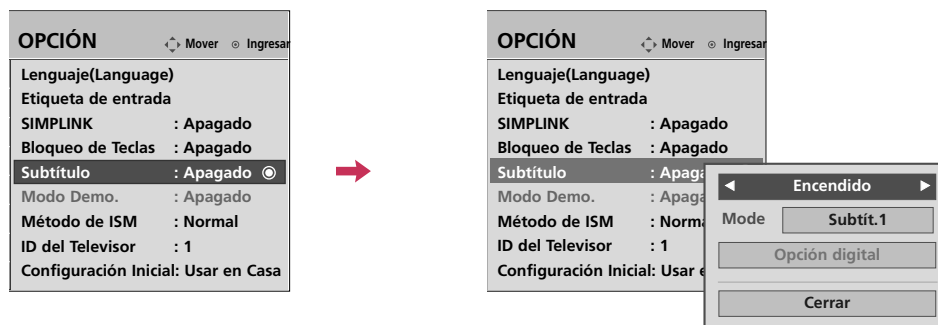 OPCIÓN Mover Ingresar
Lenguaje(Language)
Etiqueta de entrada
SIMPLINK : Apagado
Bloqueo de Teclas : Apagado
Subtítulo : Apagado
Modo Demo. : Apagado
Método de ISM : Normal
ID del Televisor : 1
Configuración Inicial: Usar en Casa
OPCIÓN Mover Ingresar
Lenguaje(Language)
Etiqueta de entrada
SIMPLINK : Apagado
Bloqueo de Teclas : Apagado
Subtítulo : Apaga
Modo Demo. : Apaga
Método de ISM : Norma
ID del Televisor : 1
Configuración Inicial: Usar e
Encendido
Mode Subtít.1
Opción digital
Cerrar